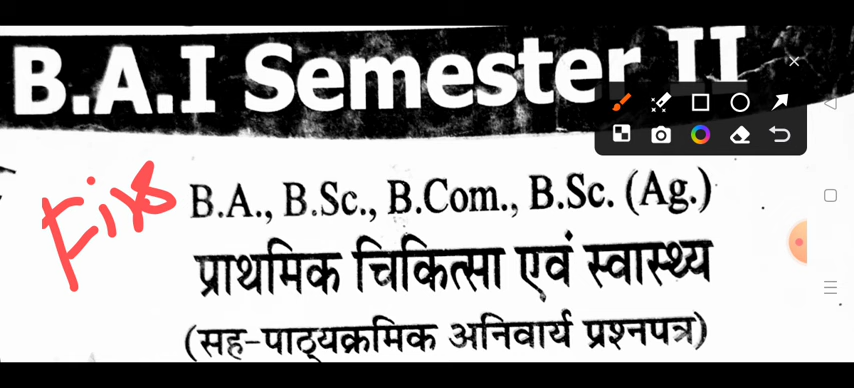 B.A.I Semester II
Fix B.A., B.Sc., B.Com., B.Sc. (Ag.)
प्राथमिक चिकित्सा एवं स्वास्थ्य
(सह-पाठ्यक्रमिक अनिवार्य प्रश्नपत्र)